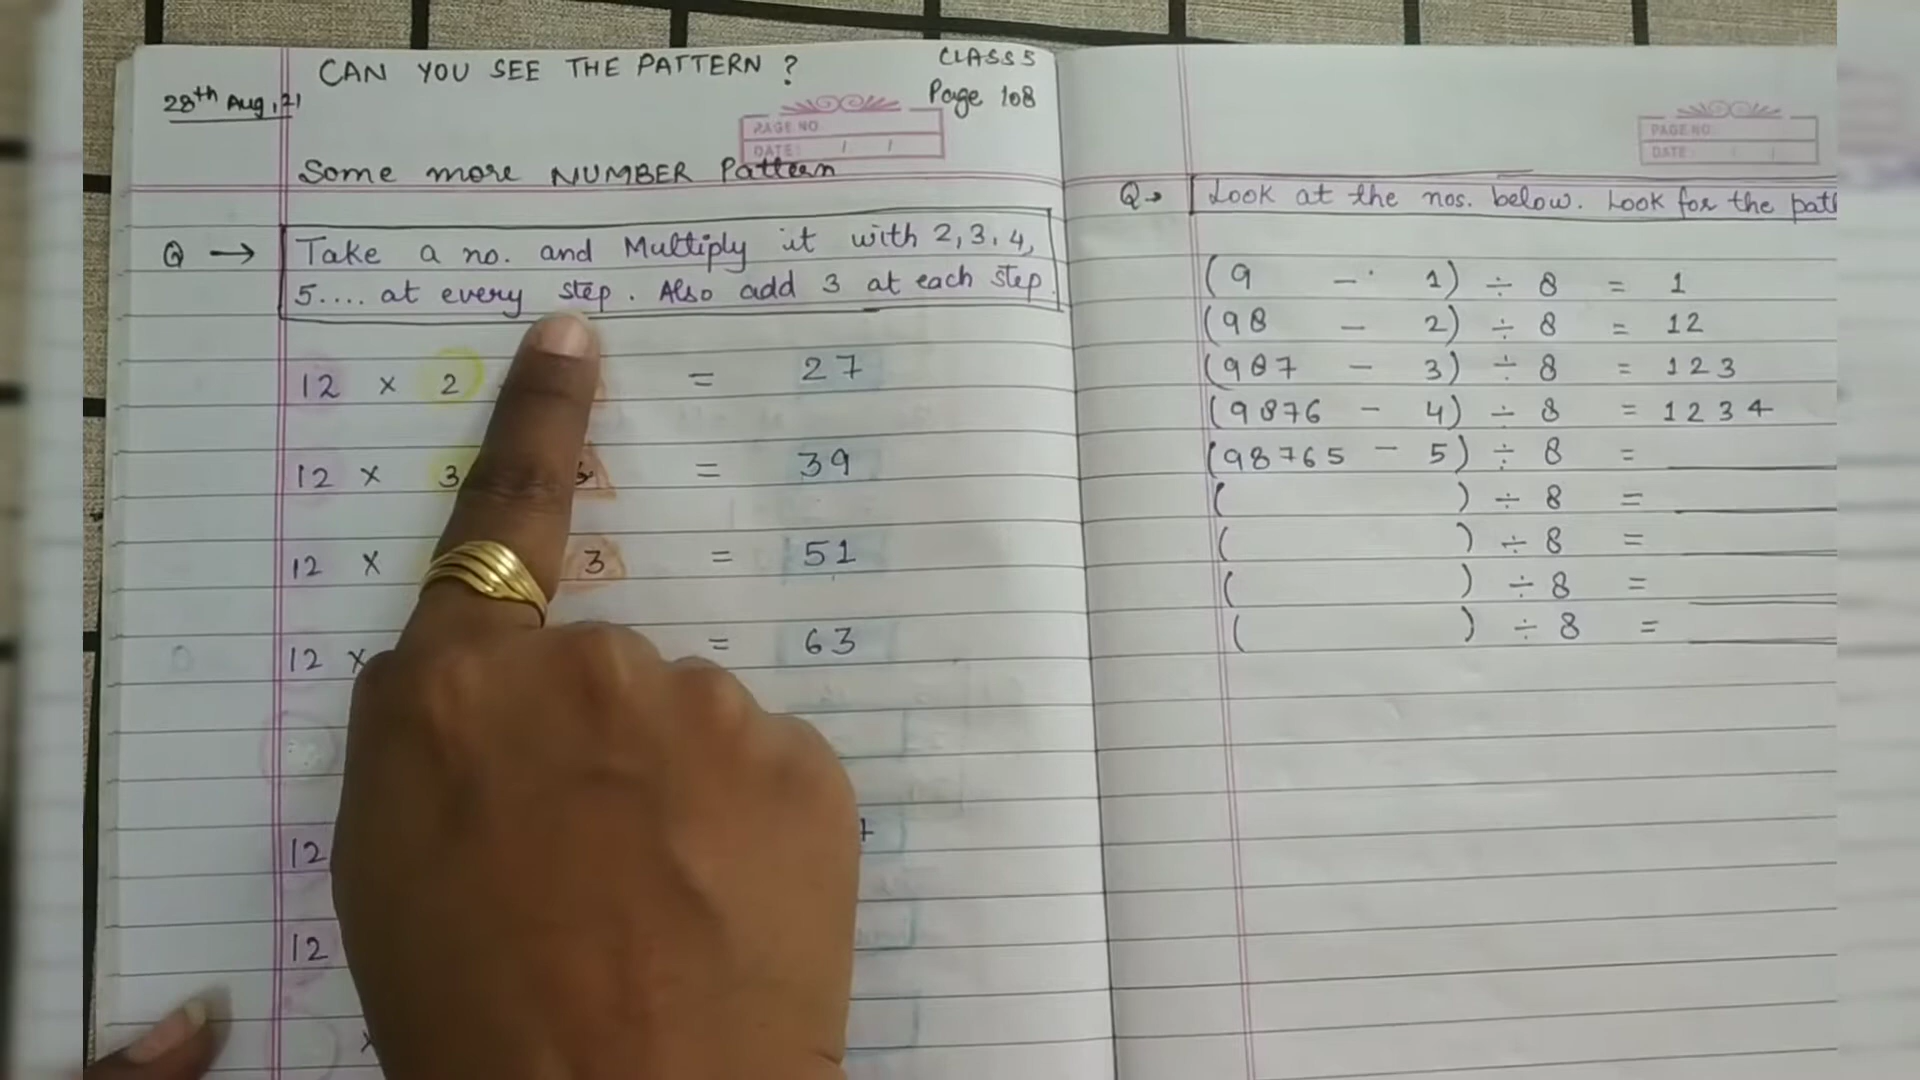 CAN YOU SEE THE PATTERN ?
CLASS 5
28th Aug, 21
Page 108
PAGE NO.
DATE: / /
Some more NUMBER Pattern
Q → Take a no. and Multiply it with 2, 3, 4,
5.... at every step. Also add 3 at each step.
12 × 2 = 27
12 × 3 = 39
12 × 3 = 51
12 × = 63
12
12
×
PAGE NO.
DATE
Q → Look at the nos. below. Look for the
(9 - 1) ÷ 8 = 1
(98 - 2) ÷ 8 = 12
(987 - 3) ÷ 8 = 123
(9876 - 4) ÷ 8 = 1234
(98765 - 5) ÷ 8 =
( ) ÷ 8 =
( ) ÷ 8 =
( ) ÷ 8 =
( ) ÷ 8 =